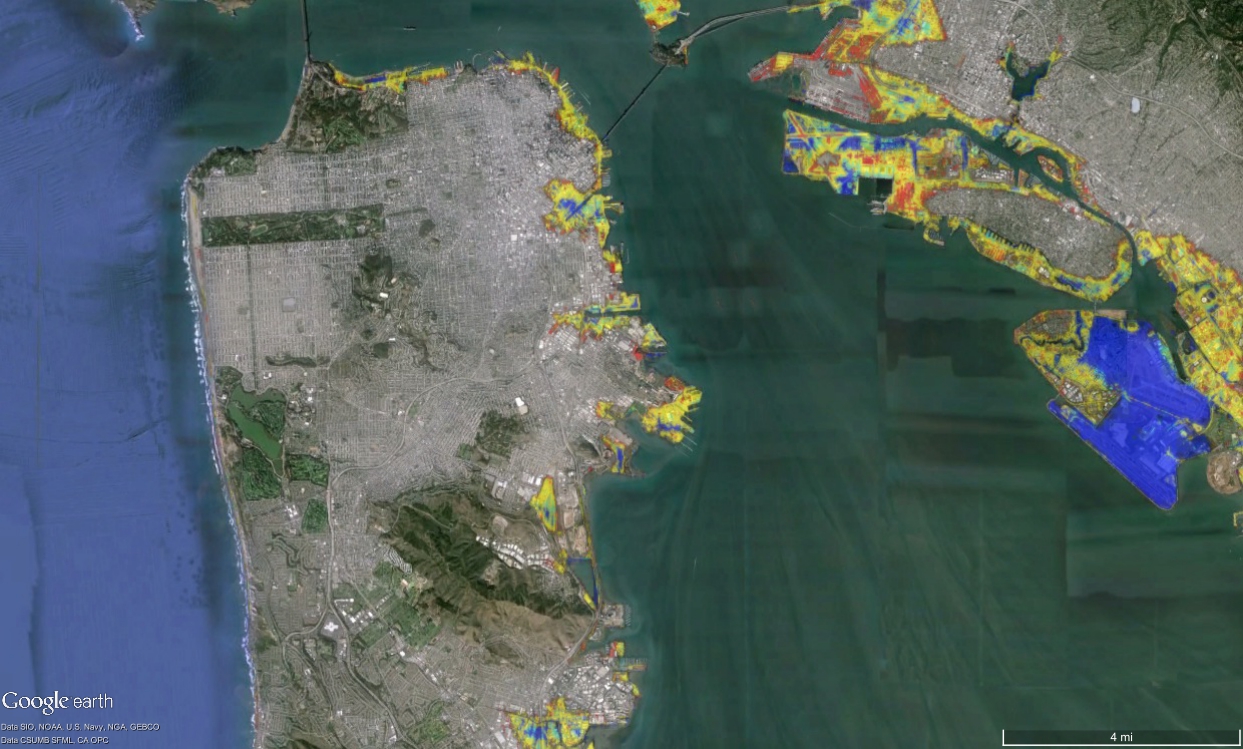 Google earth
Data SIO, NOAA, U.S. Navy, NGA, GEBCO
Data CSUMB SFML, CA OPC
4 mi